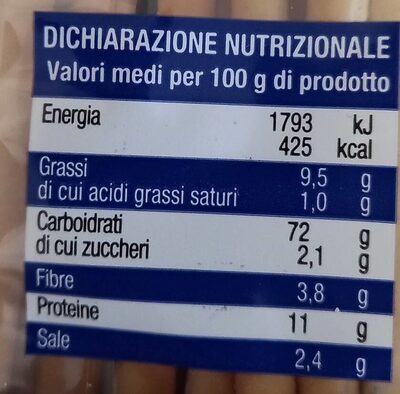 DICHIARAZIONE NUTRIZIONALE
Valori medi per 100 g di prodotto
Energia 1793 kJ
425 kcal
Grassi 9,5 g
di cui acidi grassi saturi 1,0 g
Carboidrati 72 g
di cui zuccheri 2,1 g
Fibre 3,8 g
Proteine 11 g
Sale 2,4 g